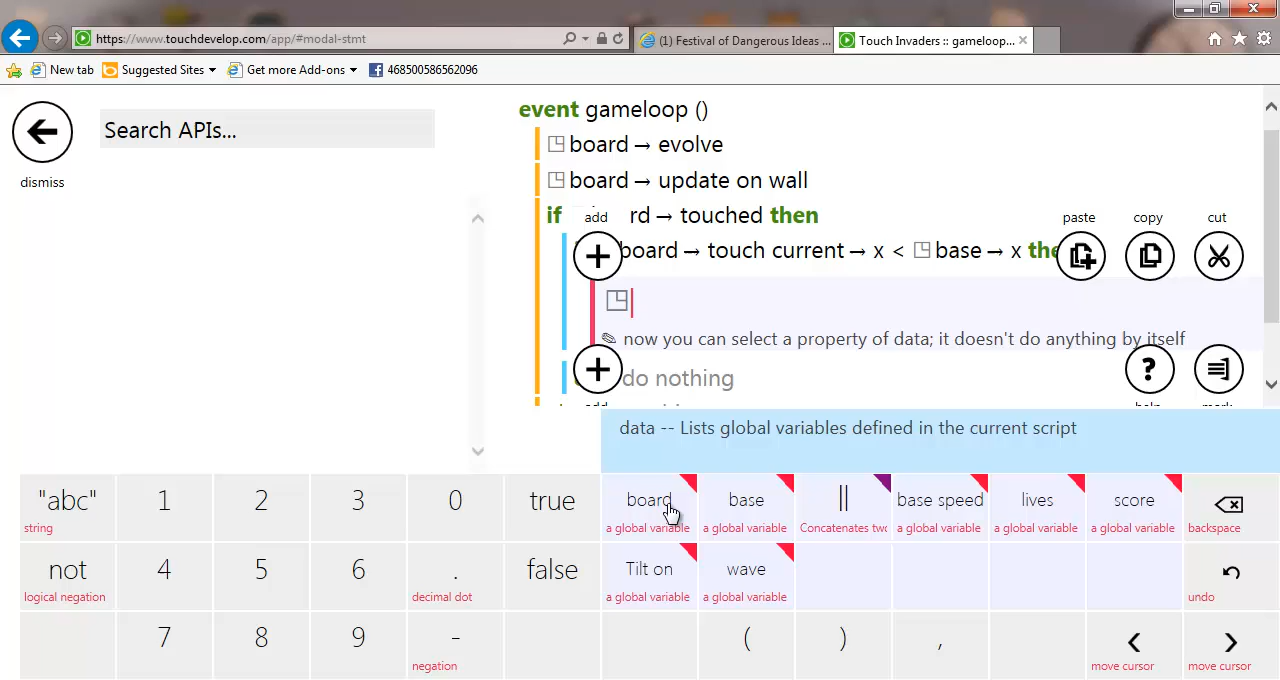 https://www.touchdevelop.com/app/#modal-stmt
(1) Festival of Dangerous Ideas ...
Touch Invaders :: gameloop...
New tab
Suggested Sites
Get more Add-ons
468500586562096
dismiss
Search APIs...
event gameloop ()
board → evolve
board → update on wall
if rd → touched then
add
paste
copy
cut
board → touch current → x < base → x the
now you can select a property of data; it doesn't do anything by itself
do nothing
data -- Lists global variables defined in the current script
"abc"
string
1
2
3
0
true
board
a global variable
base
a global variable
||
Concatenates two
base speed
a global variable
lives
a global variable
score
a global variable
backspace
not
logical negation
4
5
6
.
decimal dot
false
Tilt on
a global variable
wave
a global variable
undo
7
8
9
-
negation
(
)
,
<
move cursor
>
move cursor